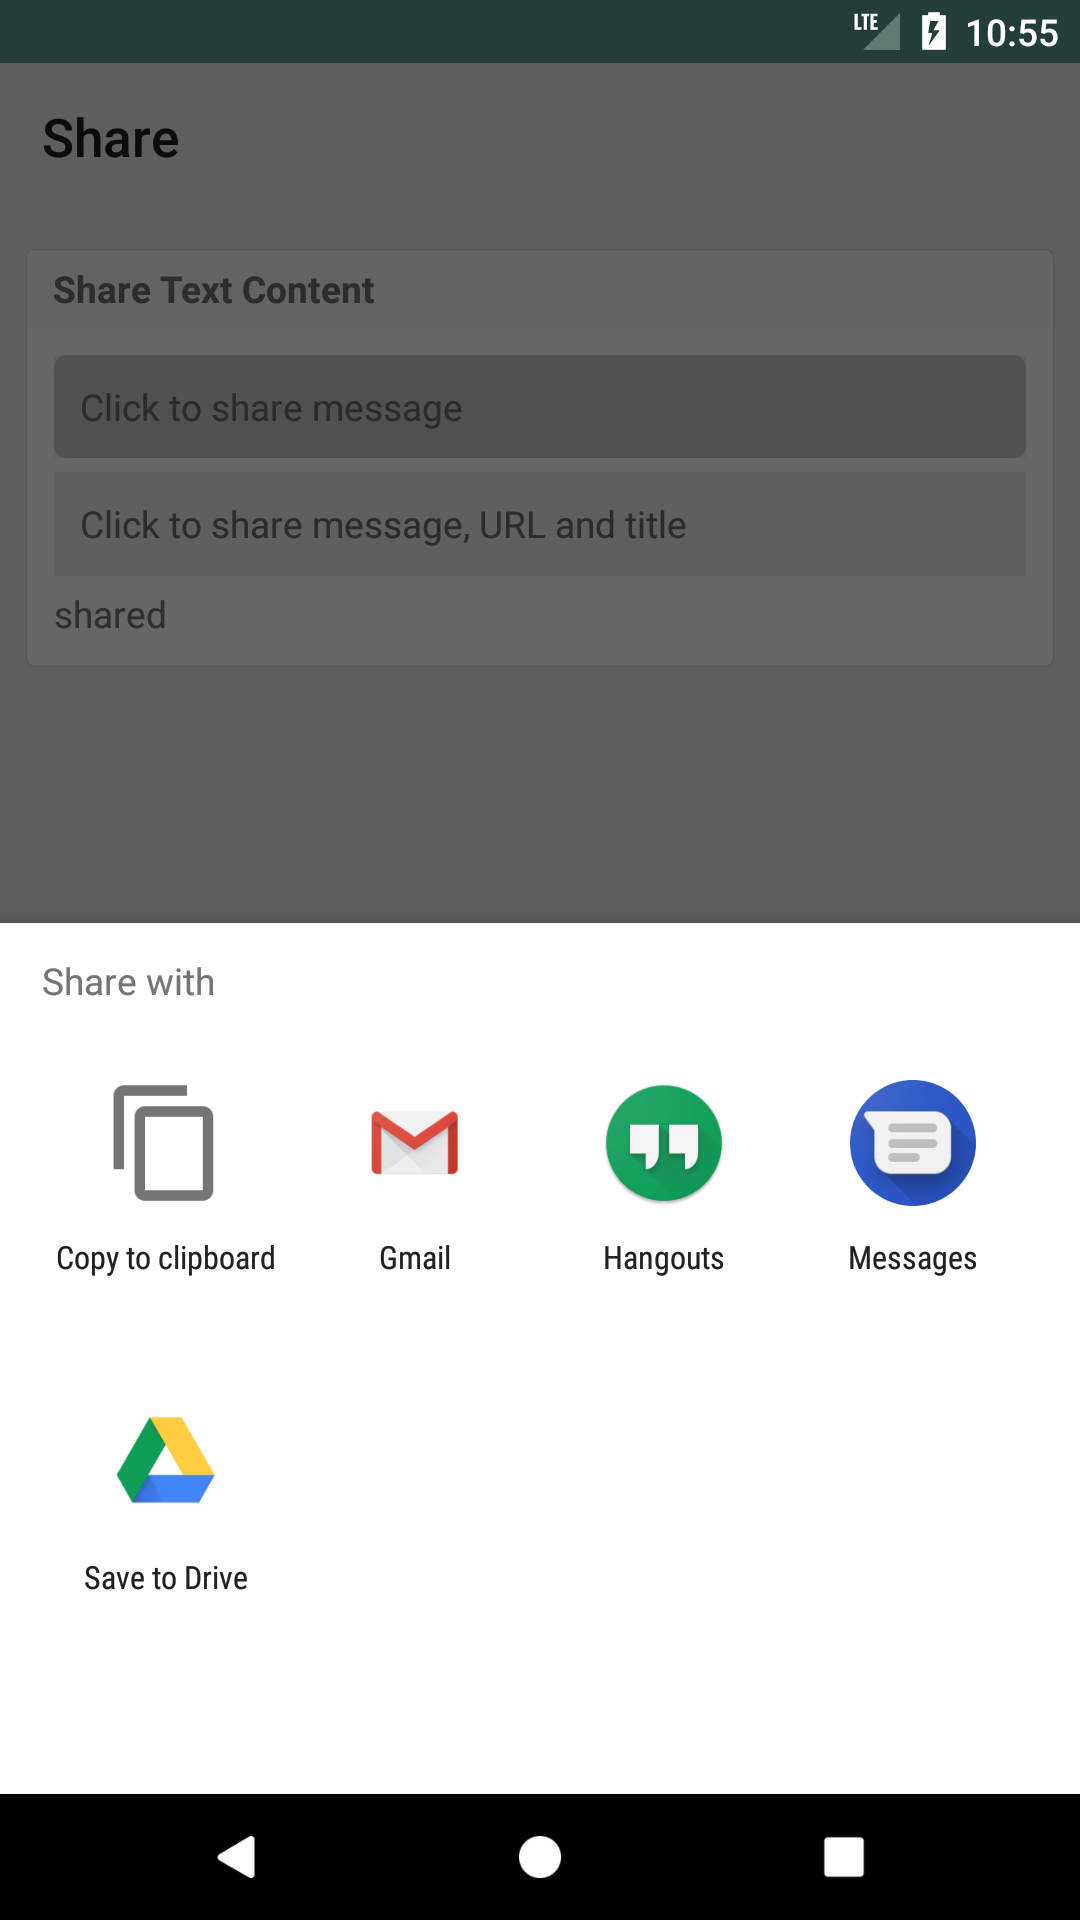 LTE 10:55
Share
Share Text Content
Click to share message
Click to share message, URL and title
shared
Share with
Copy to clipboard Gmail Hangouts Messages
Save to Drive